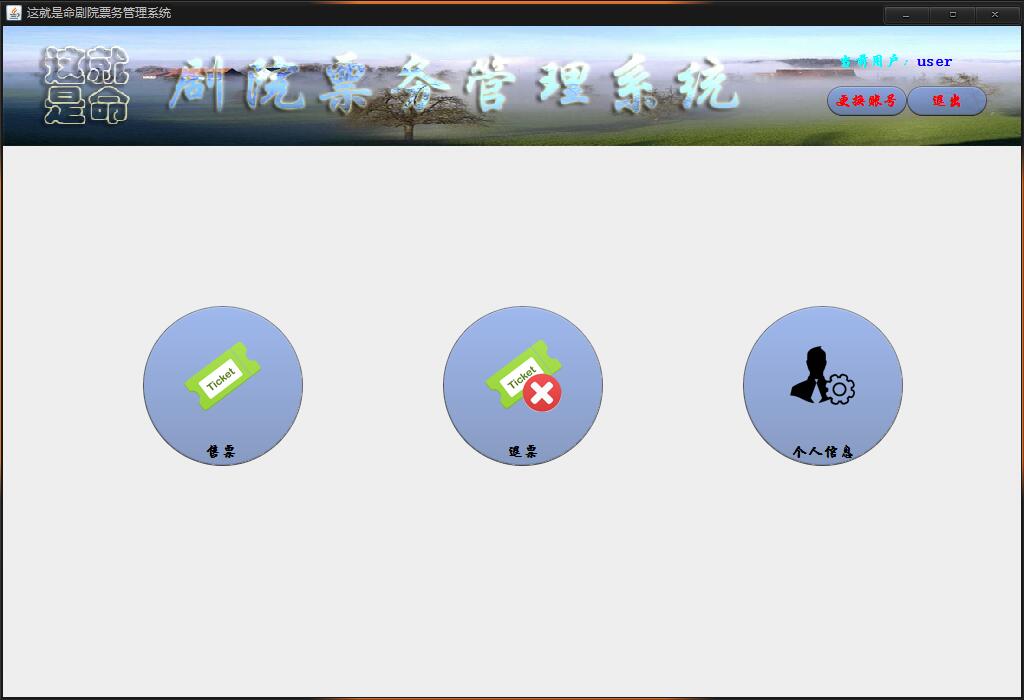 这就是命剧院票务管理系统
这就
是命
剧院票务管理系统
当前用户：user
更换账号
退出
Ticket
Ticket
售票
退票
个人信息